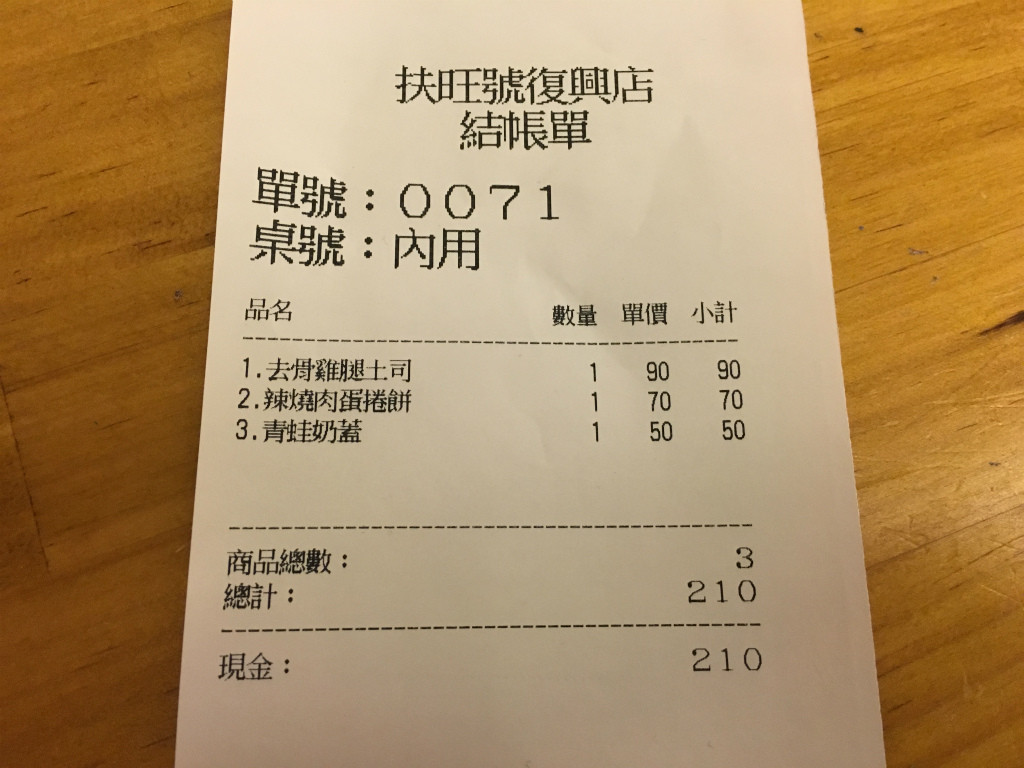 扶旺號復興店
結帳單
單號：0071
桌號：內用
品名 數量 單價 小計
1.去骨雞腿土司 1 90 90
2.辣燒肉蛋捲餅 1 70 70
3.青蛙奶蓋 1 50 50
商品總數： 3
總計： 210
現金： 210